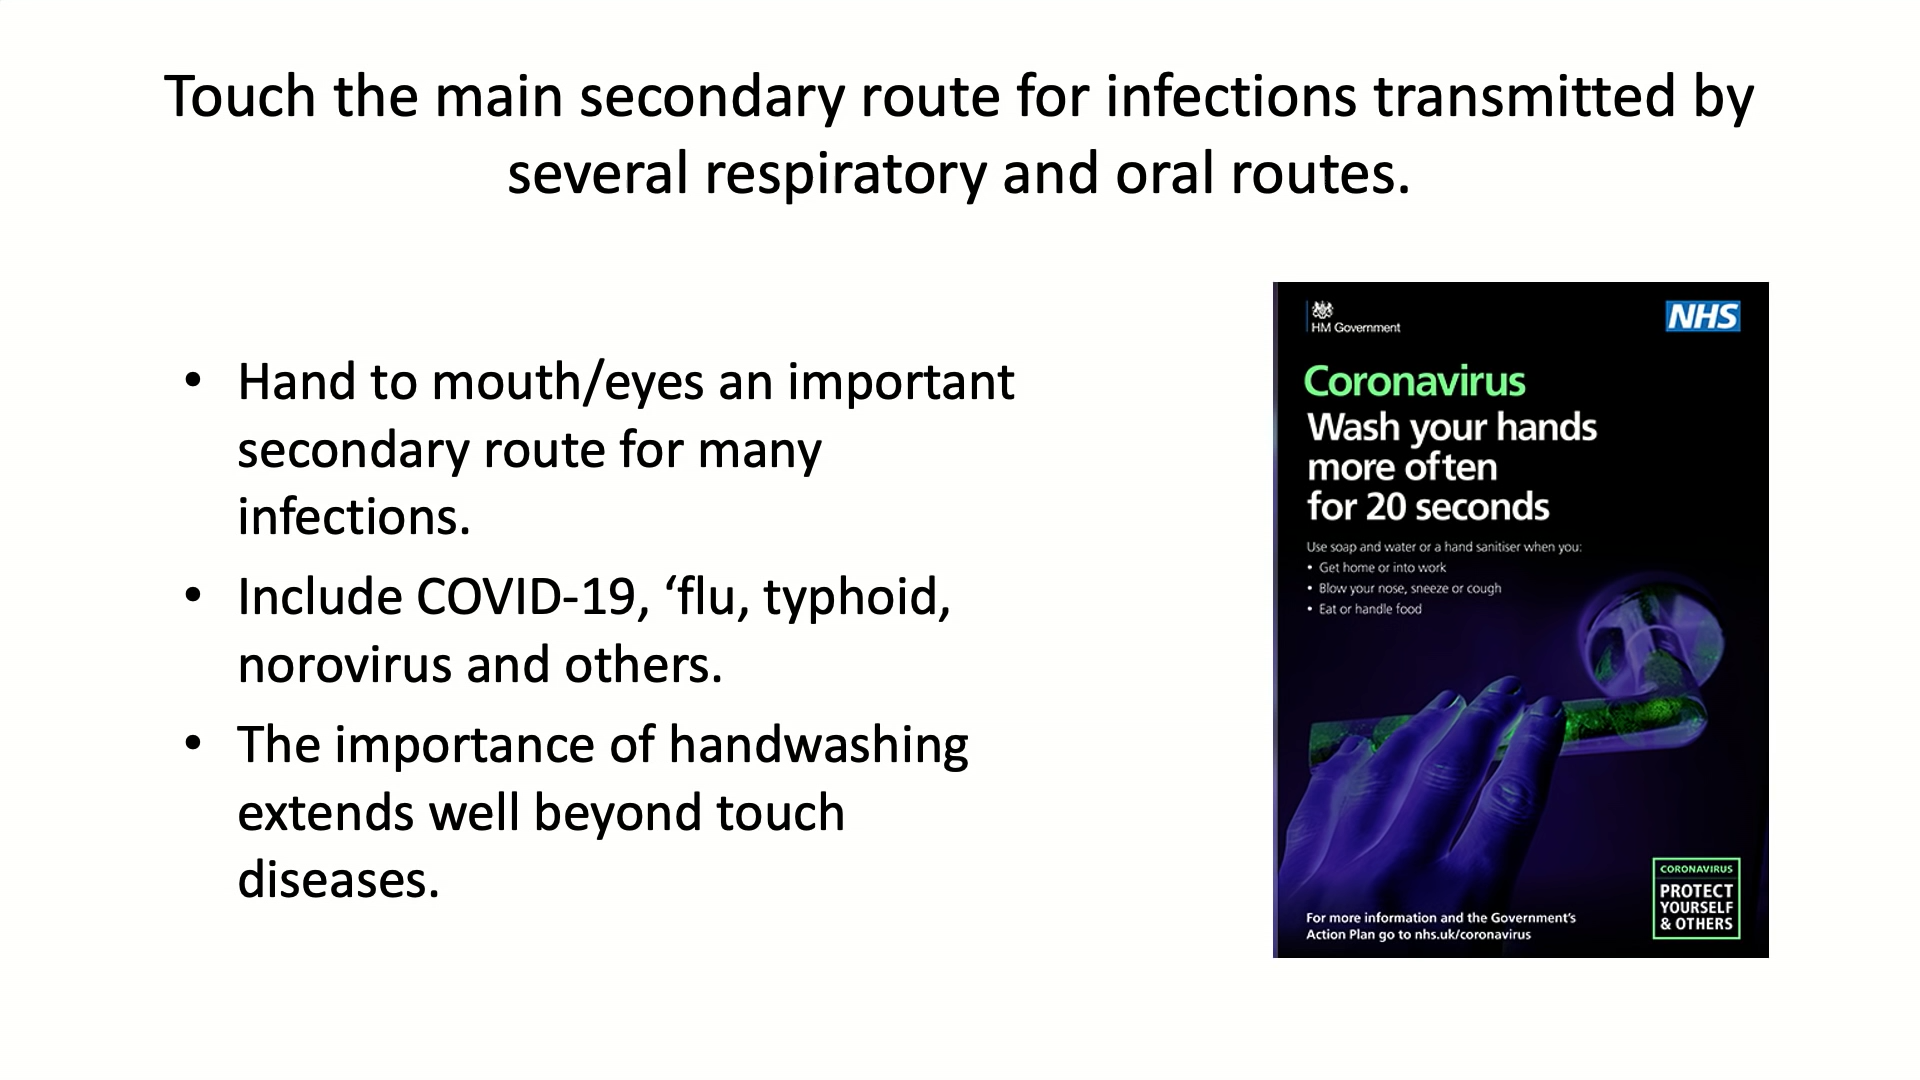 Touch the main secondary route for infections transmitted by
several respiratory and oral routes.
• Hand to mouth/eyes an important
secondary route for many
infections.
• Include COVID-19, ‘flu, typhoid,
norovirus and others.
• The importance of handwashing
extends well beyond touch
diseases.
HM Government
NHS
Coronavirus
Wash your hands
more often
for 20 seconds
Use soap and water or a hand sanitiser when you:
• Get home or into work
• Blow your nose, sneeze or cough
• Eat or handle food
For more information and the Government’s
Action Plan go to nhs.uk/coronavirus
CORONAVIRUS
PROTECT
YOURSELF
& OTHERS